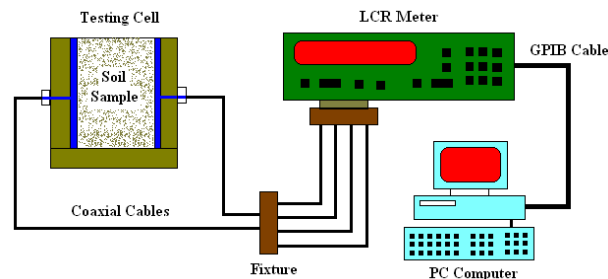 Testing Cell
LCR Meter
GPIB Cable
Soil
Sample
Coaxial Cables
Fixture
PC Computer